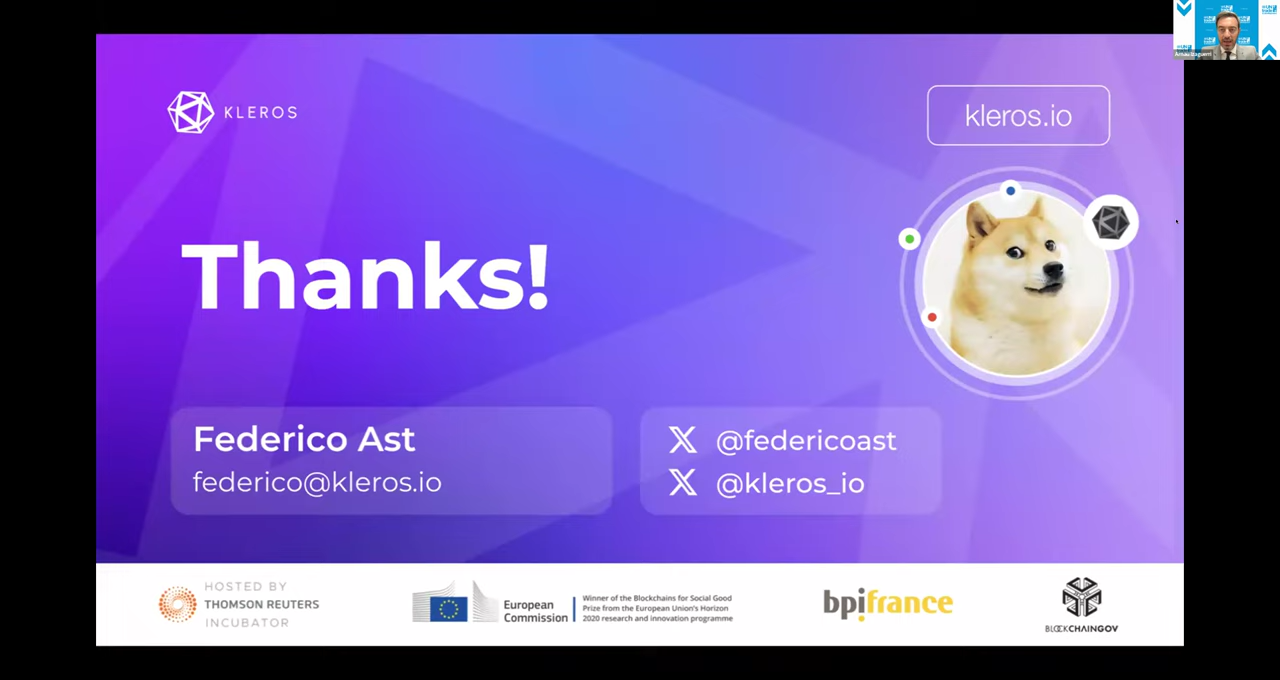 KLEROS
kleros.io
Thanks!
Federico Ast
federico@kleros.io
@federicoast
@kleros_io
HOSTED BY
THOMSON REUTERS
INCUBATOR
European
Commission
Winner of the Blockchains for Social Good
Prize from the European Union's Horizon
2020 research and innovation programme
bpifrance
BLOCKCHAINGOV